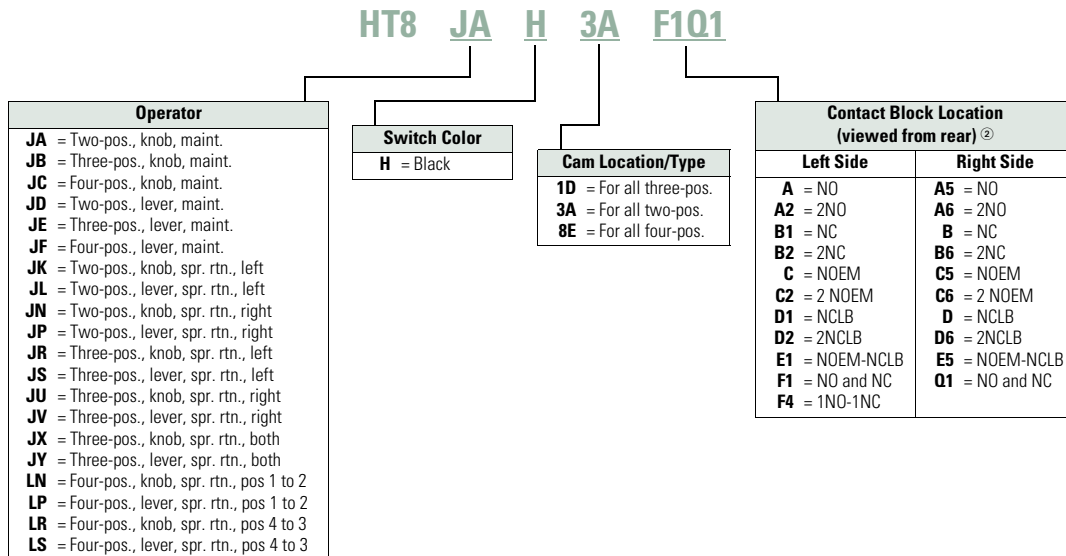 HT8 JA H 3A F1Q1
Operator
JA = Two-pos., knob, maint.
JB = Three-pos., knob, maint.
JC = Four-pos., knob, maint.
JD = Two-pos., lever, maint.
JE = Three-pos., lever, maint.
JF = Four-pos., lever, maint.
JK = Two-pos., knob, spr. rtn., left
JL = Two-pos., lever, spr. rtn., left
JN = Two-pos., knob, spr. rtn., right
JP = Two-pos., lever, spr. rtn., right
JR = Three-pos., knob, spr. rtn., left
JS = Three-pos., lever, spr. rtn., left
JU = Three-pos., knob, spr. rtn., right
JV = Three-pos., lever, spr. rtn., right
JX = Three-pos., knob, spr. rtn., both
JY = Three-pos., lever, spr. rtn., both
LN = Four-pos., knob, spr. rtn., pos 1 to 2
LP = Four-pos., lever, spr. rtn., pos 1 to 2
LR = Four-pos., knob, spr. rtn., pos 4 to 3
LS = Four-pos., lever, spr. rtn., pos 4 to 3
Switch Color
H = Black
Cam Location/Type
1D = For all three-pos.
3A = For all two-pos.
8E = For all four-pos.
Contact Block Location
(viewed from rear) ②
Left Side
A = NO
A2 = 2NO
B1 = NC
B2 = 2NC
C = NOEM
C2 = 2 NOEM
D1 = NCLB
D2 = 2NCLB
E1 = NOEM-NCLB
F1 = NO and NC
F4 = 1NO-1NC
Right Side
A5 = NO
A6 = 2NO
B = NC
B6 = 2NC
C5 = NOEM
C6 = 2 NOEM
D = NCLB
D6 = 2NCLB
E5 = NOEM-NCLB
Q1 = NO and NC